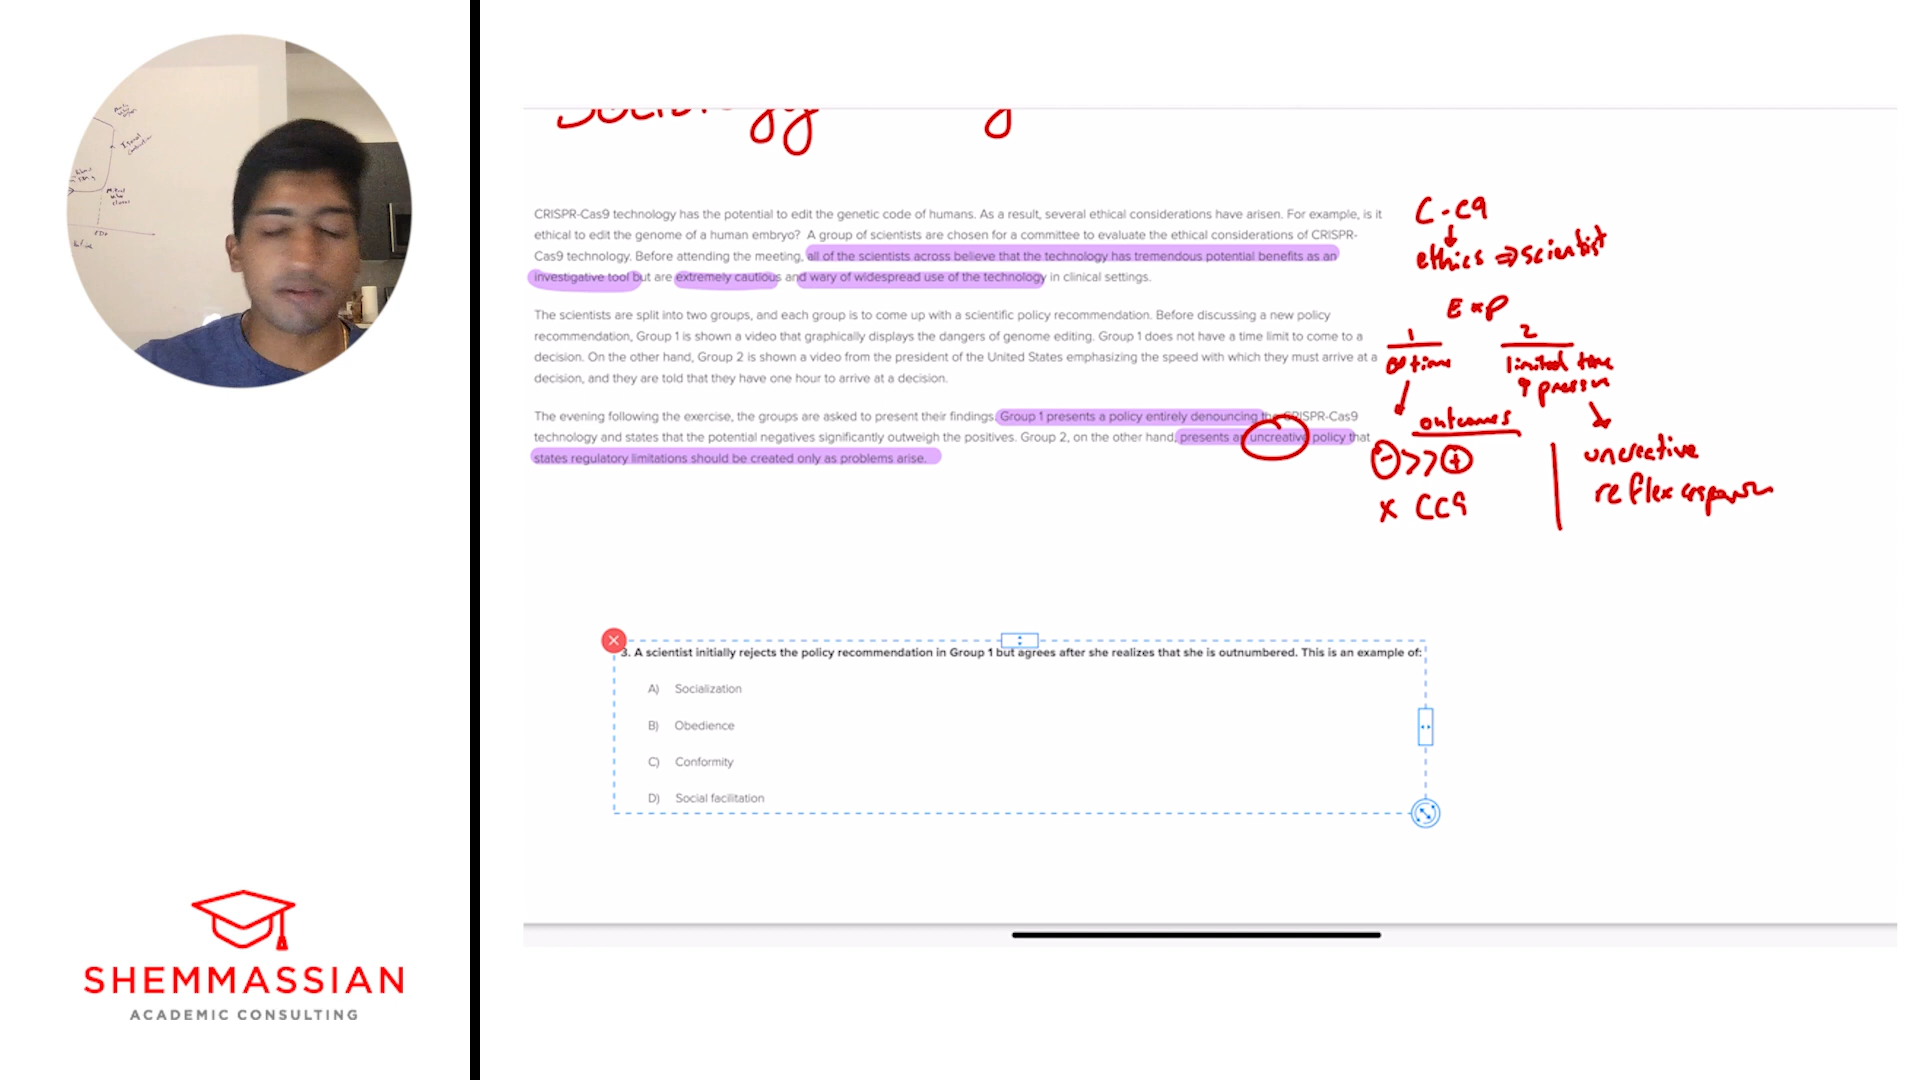 Sociology
CRISPR-Cas9 technology has the potential to edit the genetic code of humans. As a result, several ethical considerations have arisen. For example, is it
ethical to edit the genome of a human embryo? A group of scientists are chosen for a committee to evaluate the ethical considerations of CRISPR-
Cas9 technology. Before attending the meeting, all of the scientists across believe that the technology has tremendous potential benefits as an
investigative tool but are extremely cautious and wary of widespread use of the technology in clinical settings.
The scientists are split into two groups, and each group is to come up with a scientific policy recommendation. Before discussing a new policy
recommendation, Group 1 is shown a video that graphically displays the dangers of genome editing. Group 1 does not have a time limit to come to a
decision. On the other hand, Group 2 is shown a video from the president of the United States emphasizing the speed with which they must arrive at a
decision, and they are told that they have one hour to arrive at a decision.
The evening following the exercise, the groups are asked to present their findings. Group 1 presents a policy entirely denouncing the CRISPR-Cas9
technology and states that the potential negatives significantly outweigh the positives. Group 2, on the other hand, presents an uncreative policy that
states regulatory limitations should be created only as problems arise.
C-C9
ethics ⇒ scientist
Exp
1 2
∞ time limited time
↑ pressure
outcomes
⊖ >> ⊕ uncreative
x CC9 reflex response
3. A scientist initially rejects the policy recommendation in Group 1 but agrees after she realizes that she is outnumbered. This is an example of:
A) Socialization
B) Obedience
C) Conformity
D) Social facilitation
SHEMMASSIAN
ACADEMIC CONSULTING